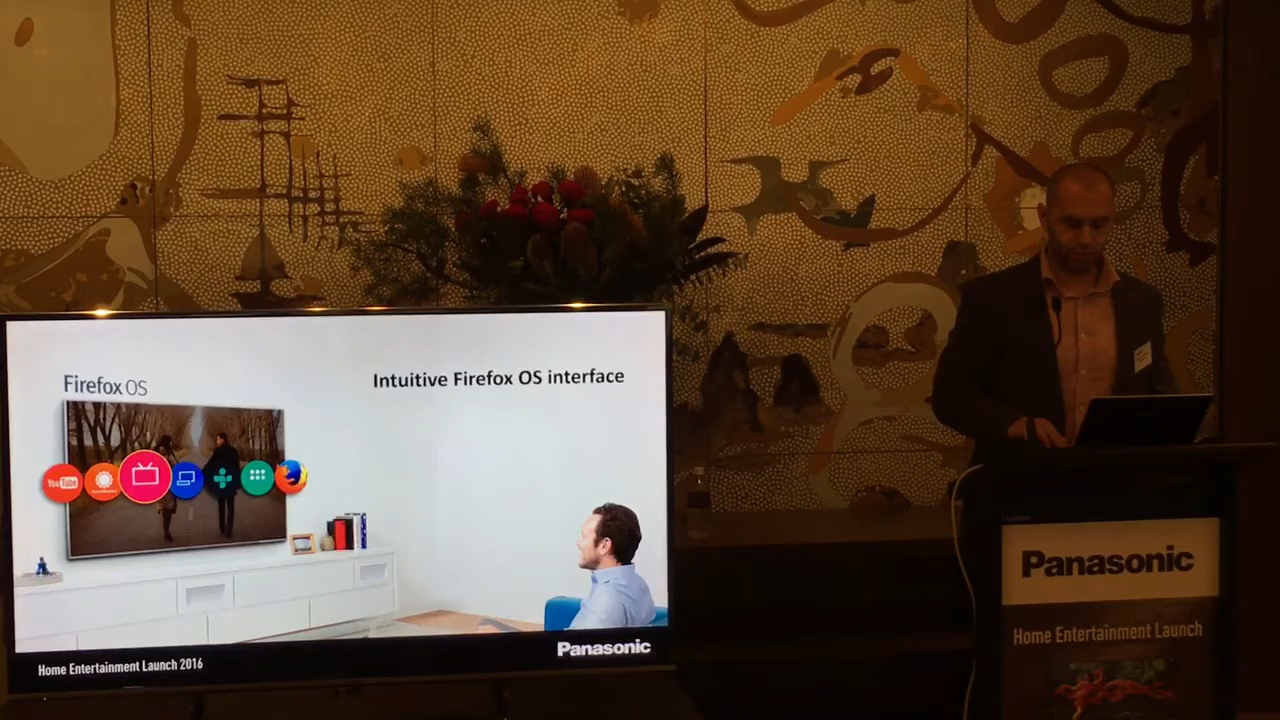 Firefox OS
Intuitive Firefox OS interface
YouTube
Home Entertainment Launch 2016
Panasonic
Panasonic
Home Entertainment Launch